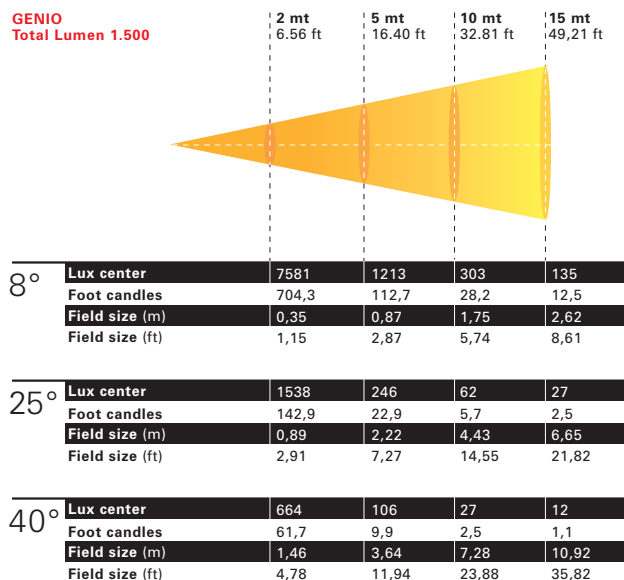 GENIO 2 mt 5 mt 10 mt 15 mt
Total Lumen 1.500 6.56 ft 16.40 ft 32.81 ft 49,21 ft
8°
Lux center 7581 1213 303 135
Foot candles 704,3 112,7 28,2 12,5
Field size (m) 0,35 0,87 1,75 2,62
Field size (ft) 1,15 2,87 5,74 8,61
25°
Lux center 1538 246 62 27
Foot candles 142,9 22,9 5,7 2,5
Field size (m) 0,89 2,22 4,43 6,65
Field size (ft) 2,91 7,27 14,55 21,82
40°
Lux center 664 106 27 12
Foot candles 61,7 9,9 2,5 1,1
Field size (m) 1,46 3,64 7,28 10,92
Field size (ft) 4,78 11,94 23,88 35,82